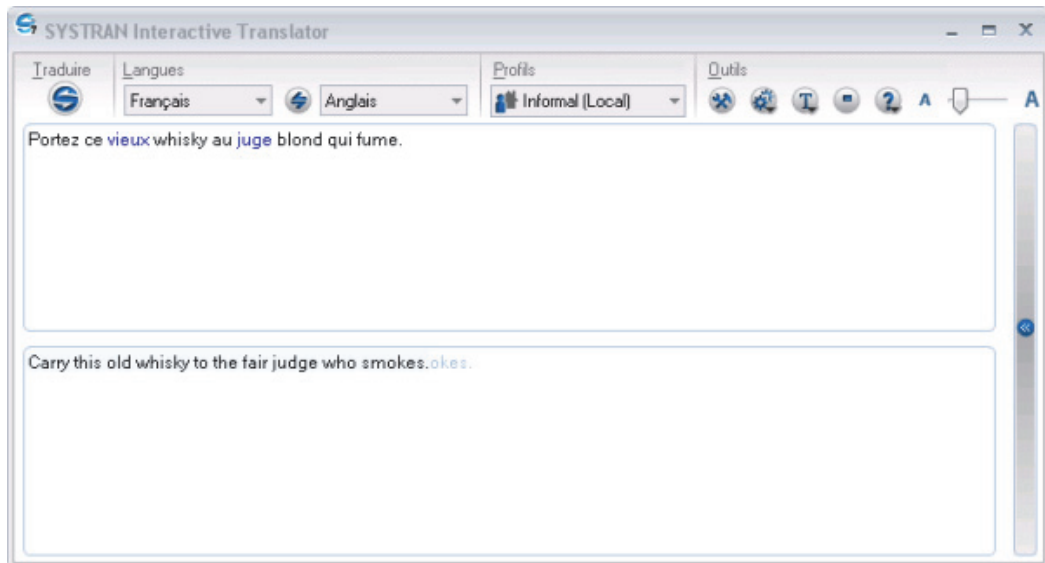 SYSTRAN Interactive Translator
Traduire Langues Profils Outils
Français Anglais Informal (Local) T ? A A
Portez ce vieux whisky au juge blond qui fume.
Carry this old whisky to the fair judge who smokes.okes.